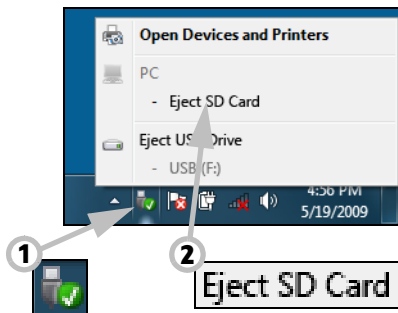 Open Devices and Printers
PC
- Eject SD Card
Eject USB Drive
- USB (F:)
4:56 PM
5/19/2009
1
2
Eject SD Card